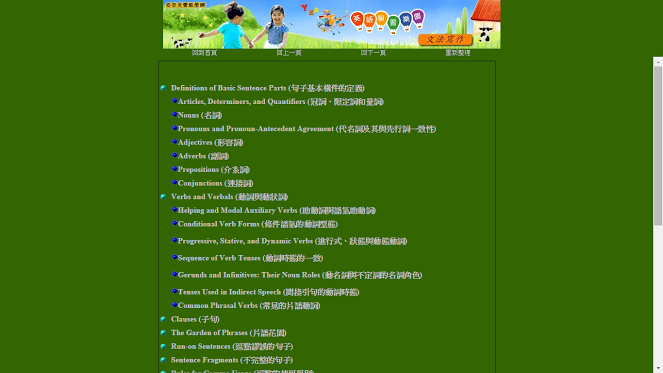 Yes 英語學習樂園
文法寫作
回到首頁 回上一頁 回下一頁 重新整理
Definitions of Basic Sentence Parts (句子基本構件的定義)
Articles, Determiners, and Quantifiers (冠詞、限定詞和量詞)
Nouns (名詞)
Pronouns and Pronoun-Antecedent Agreement (代名詞及其與先行詞一致性)
Adjectives (形容詞)
Adverbs (副詞)
Prepositions (介系詞)
Conjunctions (連接詞)
Verbs and Verbals (動詞與動狀詞)
Helping and Modal Auxiliary Verbs (助動詞與語氣助動詞)
Conditional Verb Forms (條件語氣的動詞型態)
Progressive, Stative, and Dynamic Verbs (進行式、狀態與動態動詞)
Sequence of Verb Tenses (動詞時態的一致)
Gerunds and Infinitives: Their Noun Roles (動名詞與不定詞的名詞角色)
Tenses Used in Indirect Speech (間接引句的動詞時態)
Common Phrasal Verbs (常見的片語動詞)
Clauses (子句)
The Garden of Phrases (片語花園)
Run-on Sentences (逗點謬誤的句子)
Sentence Fragments (不完整的句子)